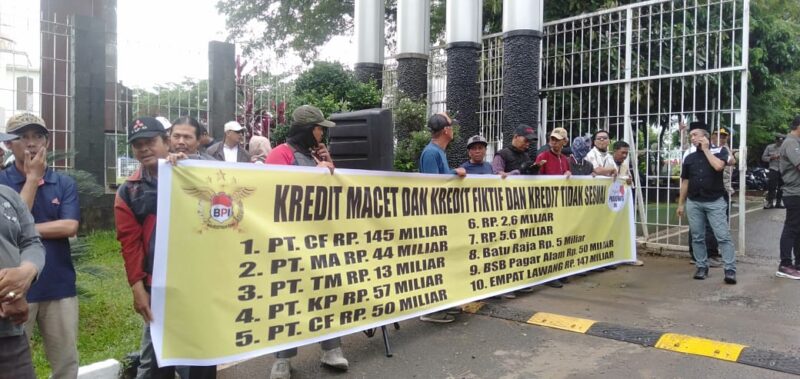 KREDIT MACET DAN KREDIT FIKTIF DAN KREDIT TIDAK SESUAI
BPI
1. PT. CF RP. 145 MILIAR
2. PT. MA RP. 44 MILIAR
3. PT. TM RP. 13 MILIAR
4. PT. KP RP. 57 MILIAR
5. PT. CF RP. 50 MILIAR
6. RP. 2,6 MILIAR
7. RP. 5.6 MILIAR
8. Batu Raja Rp. 5 Miliar
9. BSB Pagar Alam Rp. 50 MILIAR
10. EMPAT LAWANG RP. 147 MILIAR